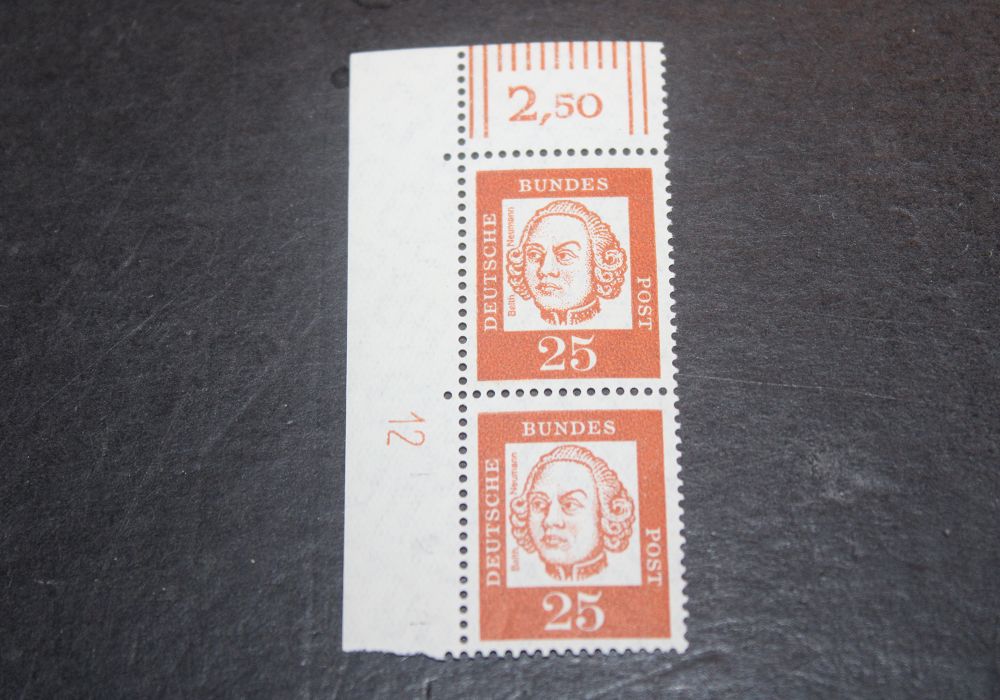 2,50
BUNDES
DEUTSCHE
Balth. Neumann
POST
25
12
BUNDES
DEUTSCHE
Balth. Neumann
POST
25